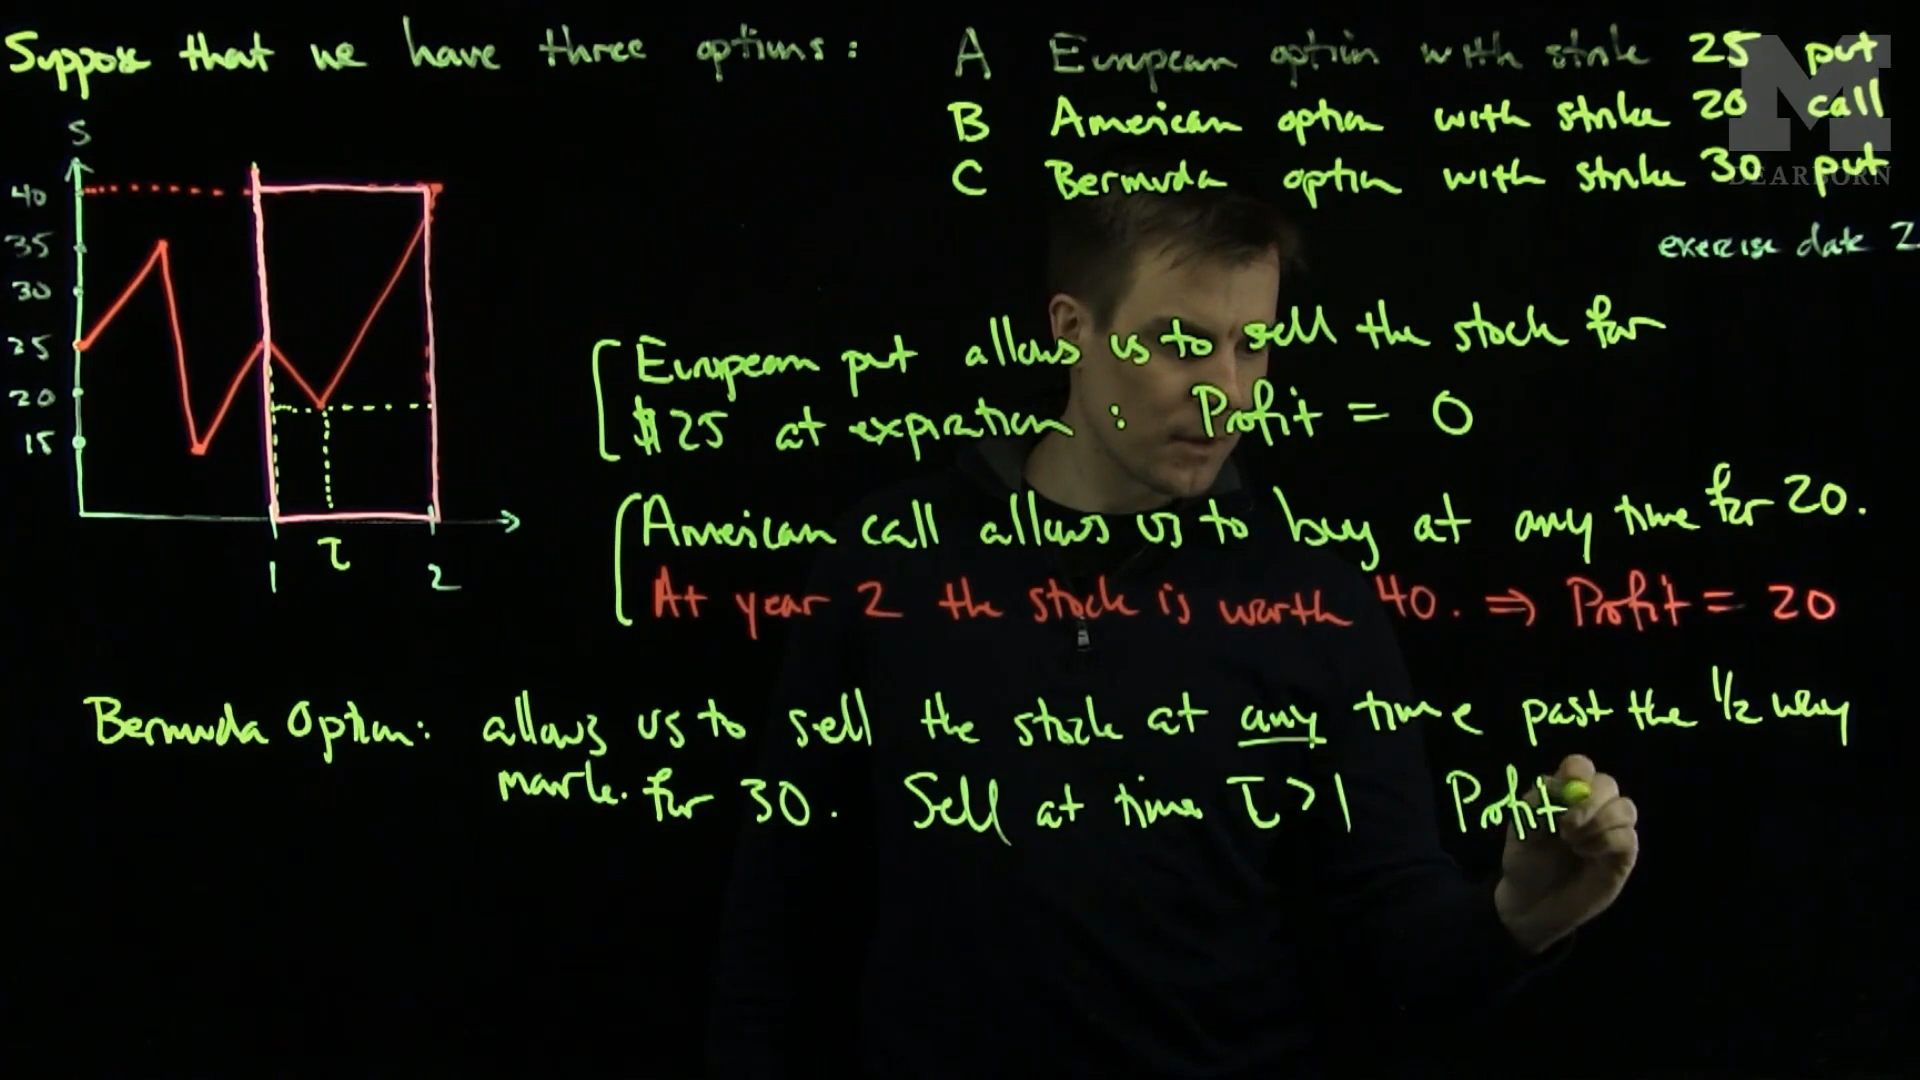 Suppose that we have three options:
A European option with strike 25 put
B American option with strike 20 call
C Bermuda option with strike 30 put
exercise date 2
M
DEARBORN
S
40
35
30
25
20
15
1
τ
2
European put allows us to sell the stock for
$25 at expiration : Profit = 0
American call allows us to buy at any time for 20.
At year 2 the stock is worth 40. ⇒ Profit = 20
Bermuda Option: allows us to sell the stock at any time past the 1/2 way
mark. for 30. Sell at time τ > 1 Profit